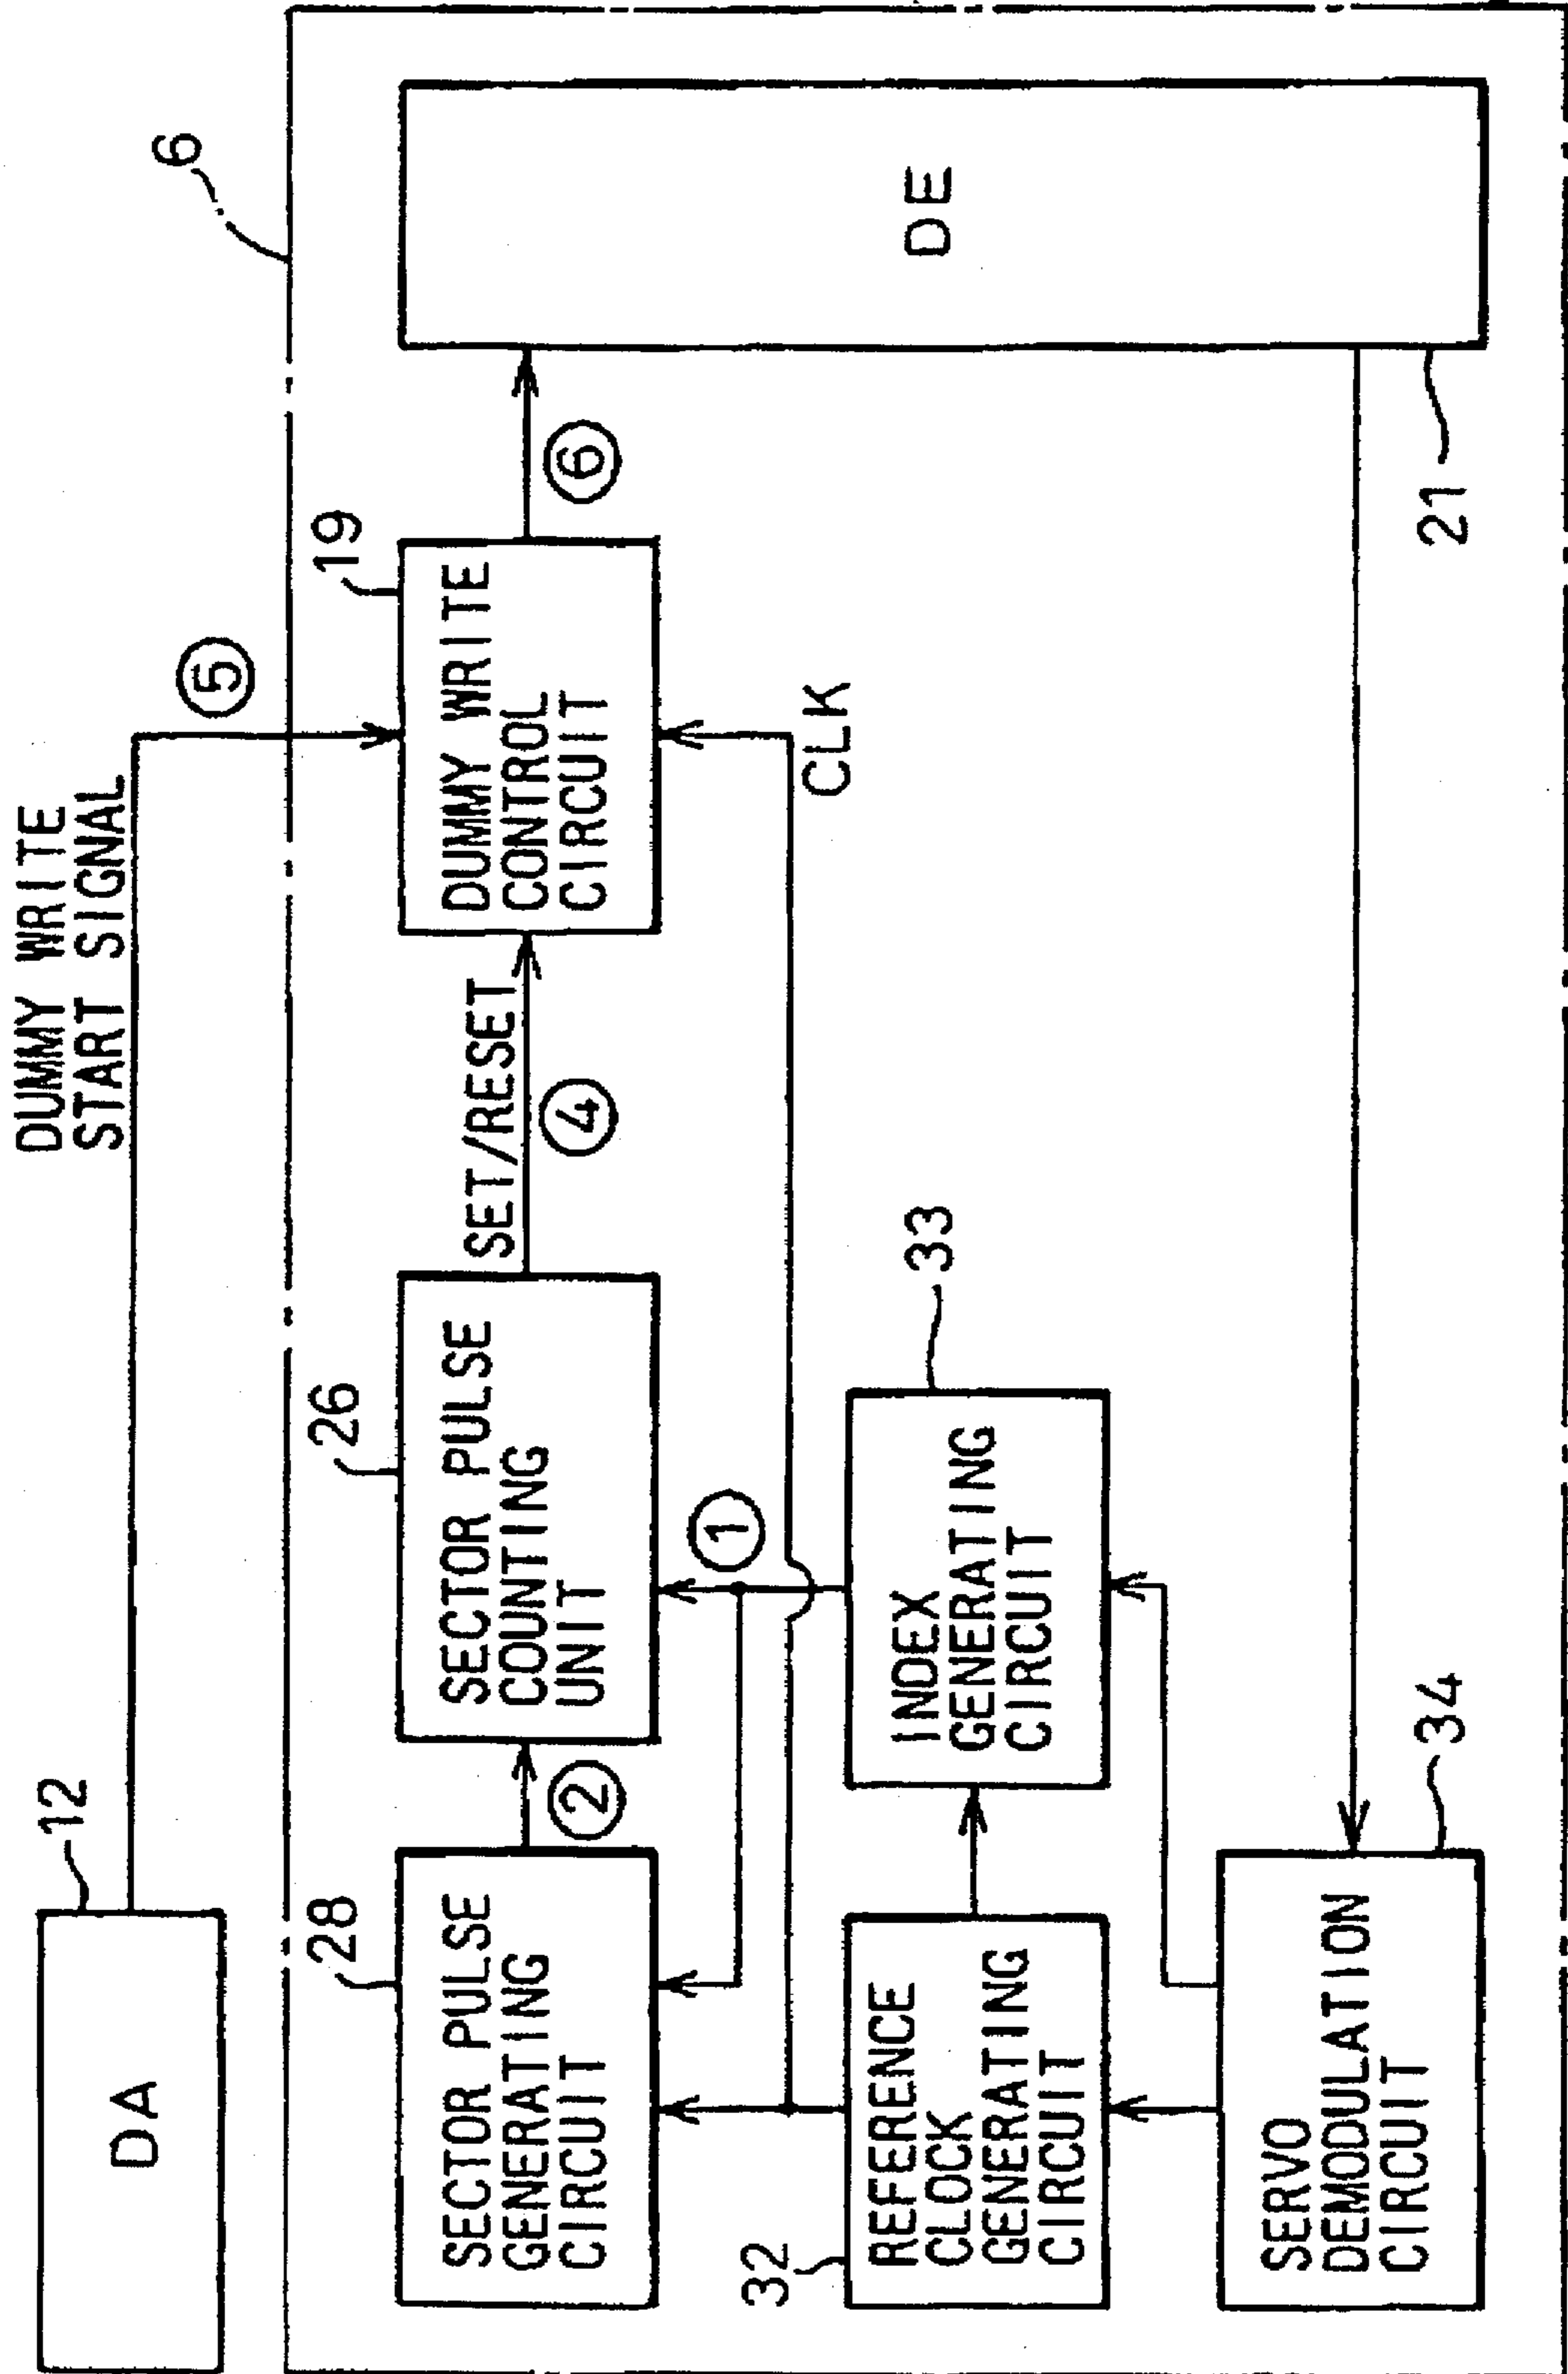 DA
12
DUMMY WRITE
START SIGNAL
⑤
6
28
SECTOR PULSE
GENERATING
CIRCUIT
②
26
SECTOR PULSE
COUNTING
UNIT
SET/RESET
④
19
DUMMY WRITE
CONTROL
CIRCUIT
⑥
DE
21
①
CLK
32
REFERENCE
CLOCK
GENERATING
CIRCUIT
33
INDEX
GENERATING
CIRCUIT
34
SERVO
DEMODULATION
CIRCUIT